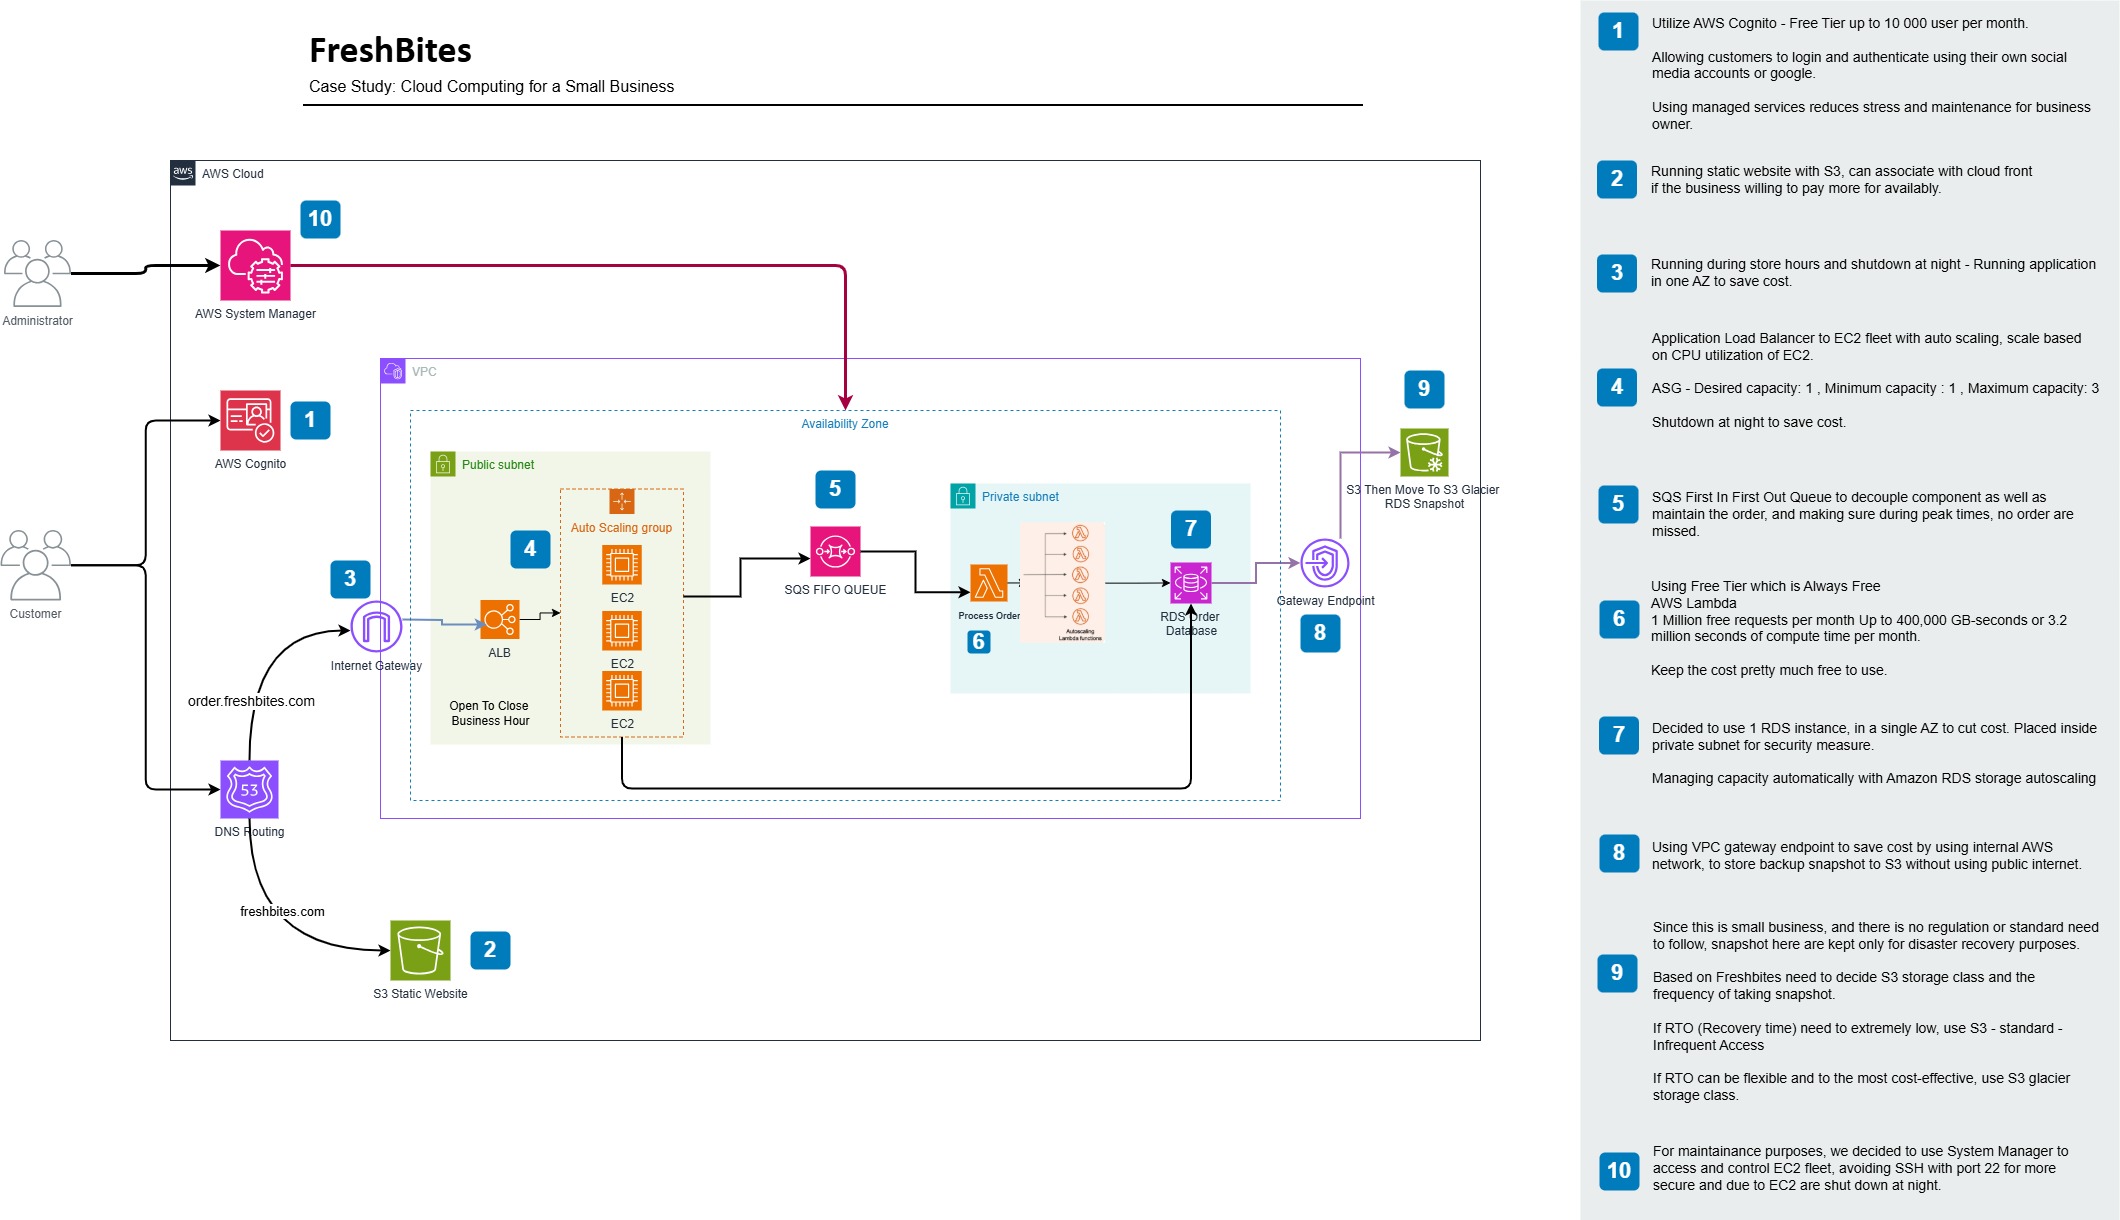 FreshBites
Case Study: Cloud Computing for a Small Business
aws
AWS Cloud
10
Administrator
AWS System Manager
VPC
9
1
Availability Zone
AWS Cognito
Public subnet
5
Private subnet
S3 Then Move To S3 Glacier
RDS Snapshot
Auto Scaling group
4
7
3
EC2
SQS FIFO QUEUE
Customer
Process Order
6
RDS Order
Database
Gateway Endpoint
8
Autoscaling
Lambda functions
ALB
EC2
Internet Gateway
order.freshbites.com
Open To Close
Business Hour
EC2
53
DNS Routing
freshbites.com
2
S3 Static Website
1
Utilize AWS Cognito - Free Tier up to 10 000 user per month.
Allowing customers to login and authenticate using their own social
media accounts or google.
Using managed services reduces stress and maintenance for business
owner.
2
Running static website with S3, can associate with cloud front
if the business willing to pay more for availably.
3
Running during store hours and shutdown at night - Running application
in one AZ to save cost.
4
Application Load Balancer to EC2 fleet with auto scaling, scale based
on CPU utilization of EC2.
ASG - Desired capacity: 1 , Minimum capacity : 1 , Maximum capacity: 3
Shutdown at night to save cost.
5
SQS First In First Out Queue to decouple component as well as
maintain the order, and making sure during peak times, no order are
missed.
6
Using Free Tier which is Always Free
AWS Lambda
1 Million free requests per month Up to 400,000 GB-seconds or 3.2
million seconds of compute time per month.
Keep the cost pretty much free to use.
7
Decided to use 1 RDS instance, in a single AZ to cut cost. Placed inside
private subnet for security measure.
Managing capacity automatically with Amazon RDS storage autoscaling
8
Using VPC gateway endpoint to save cost by using internal AWS
network, to store backup snapshot to S3 without using public internet.
9
Since this is small business, and there is no regulation or standard need
to follow, snapshot here are kept only for disaster recovery purposes.
Based on Freshbites need to decide S3 storage class and the
frequency of taking snapshot.
If RTO (Recovery time) need to extremely low, use S3 - standard -
Infrequent Access
If RTO can be flexible and to the most cost-effective, use S3 glacier
storage class.
10
For maintainance purposes, we decided to use System Manager to
access and control EC2 fleet, avoiding SSH with port 22 for more
secure and due to EC2 are shut down at night.